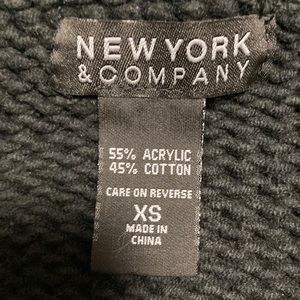 NEW YORK
& COMPANY
55% ACRYLIC
45% COTTON
CARE ON REVERSE
XS
MADE IN
CHINA